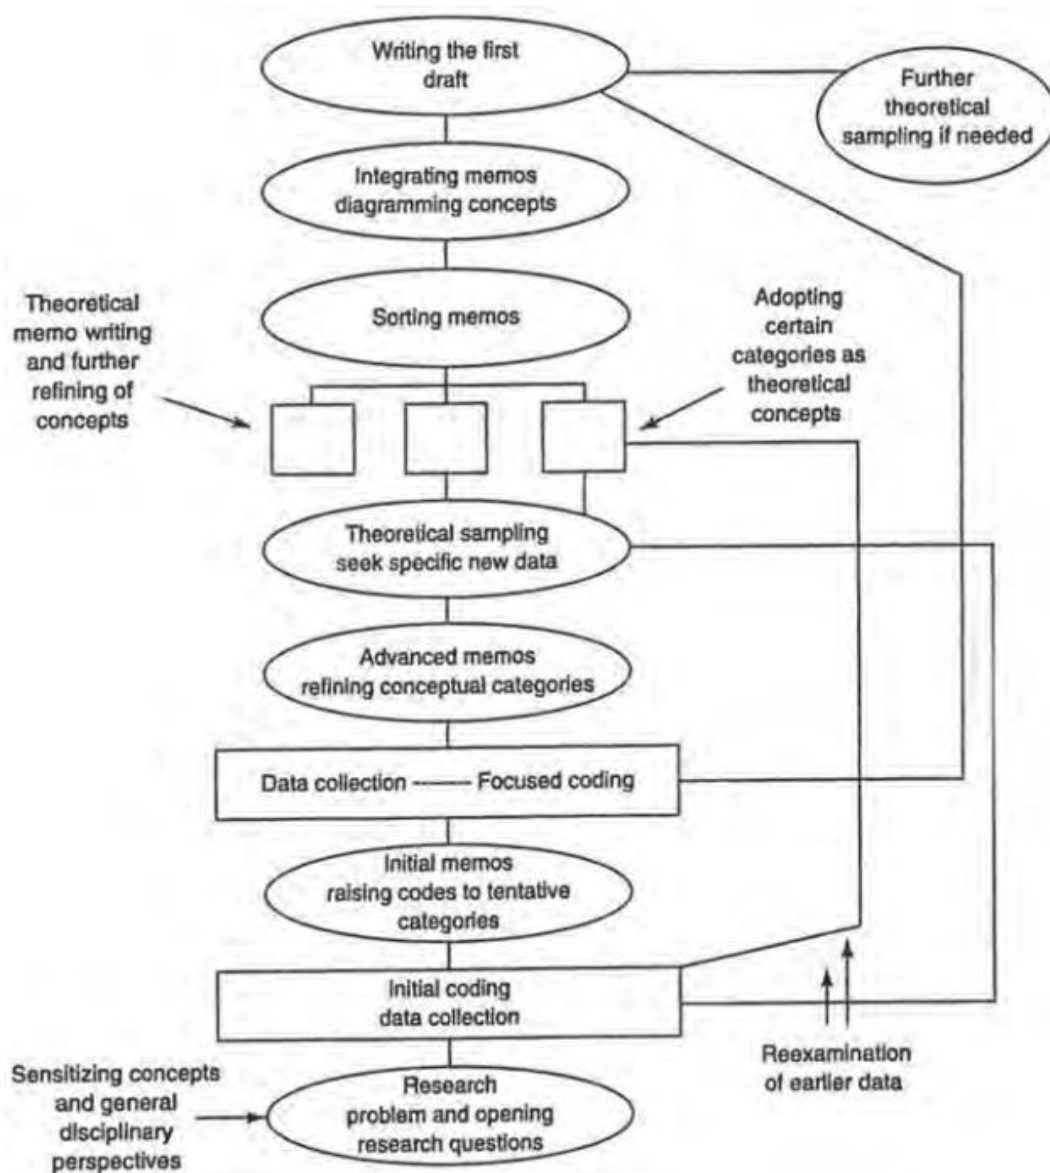 Writing the first
draft
Further
theoretical
sampling if needed
Integrating memos
diagramming concepts
Theoretical
memo writing
and further
refining of
concepts
Sorting memos
Adopting
certain
categories as
theoretical
concepts
Theoretical sampling
seek specific new data
Advanced memos
refining conceptual categories
Data collection —— Focused coding
Initial memos
raising codes to tentative
categories
Initial coding
data collection
Reexamination
of earlier data
Sensitizing concepts
and general
disciplinary
perspectives
Research
problem and opening
research questions